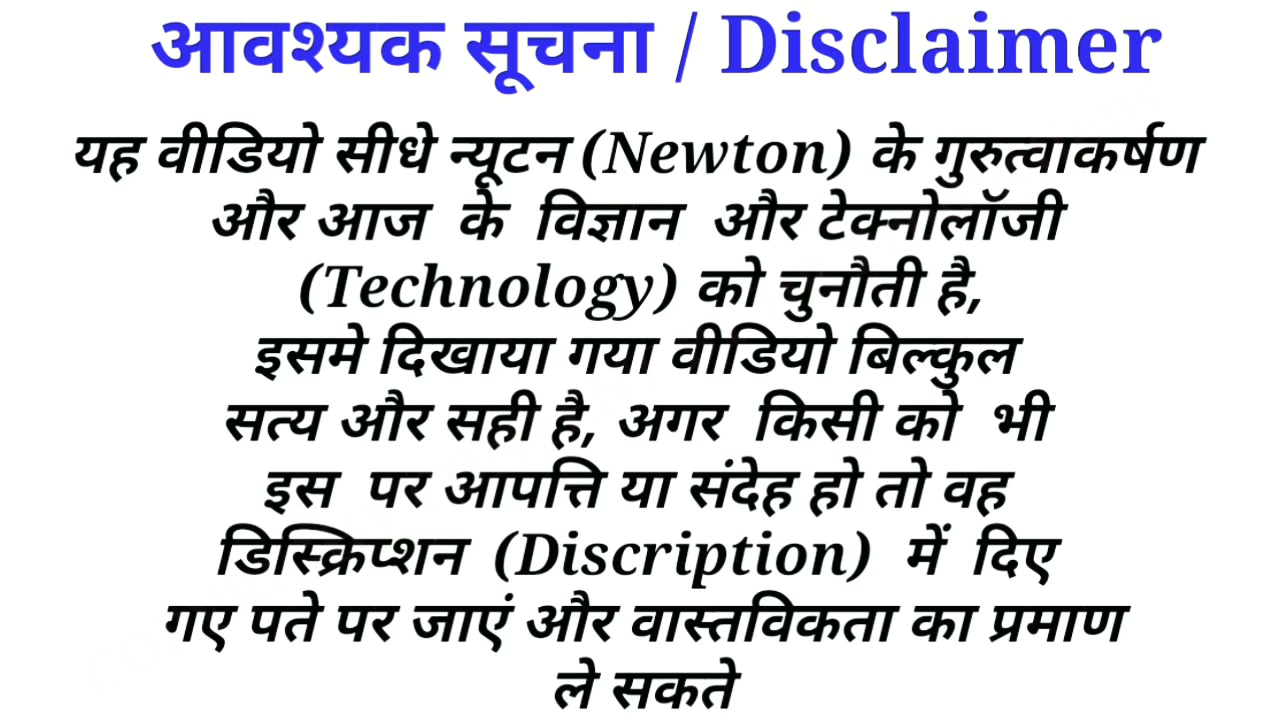 आवश्यक सूचना / Disclaimer
यह वीडियो सीधे न्यूटन (Newton) के गुरुत्वाकर्षण
और आज के विज्ञान और टेक्नोलॉजी
(Technology) को चुनौती है,
इसमे दिखाया गया वीडियो बिल्कुल
सत्य और सही है, अगर किसी को भी
इस पर आपत्ति या संदेह हो तो वह
डिस्क्रिप्शन (Discription) में दिए
गए पते पर जाएं और वास्तविकता का प्रमाण
ले सकते